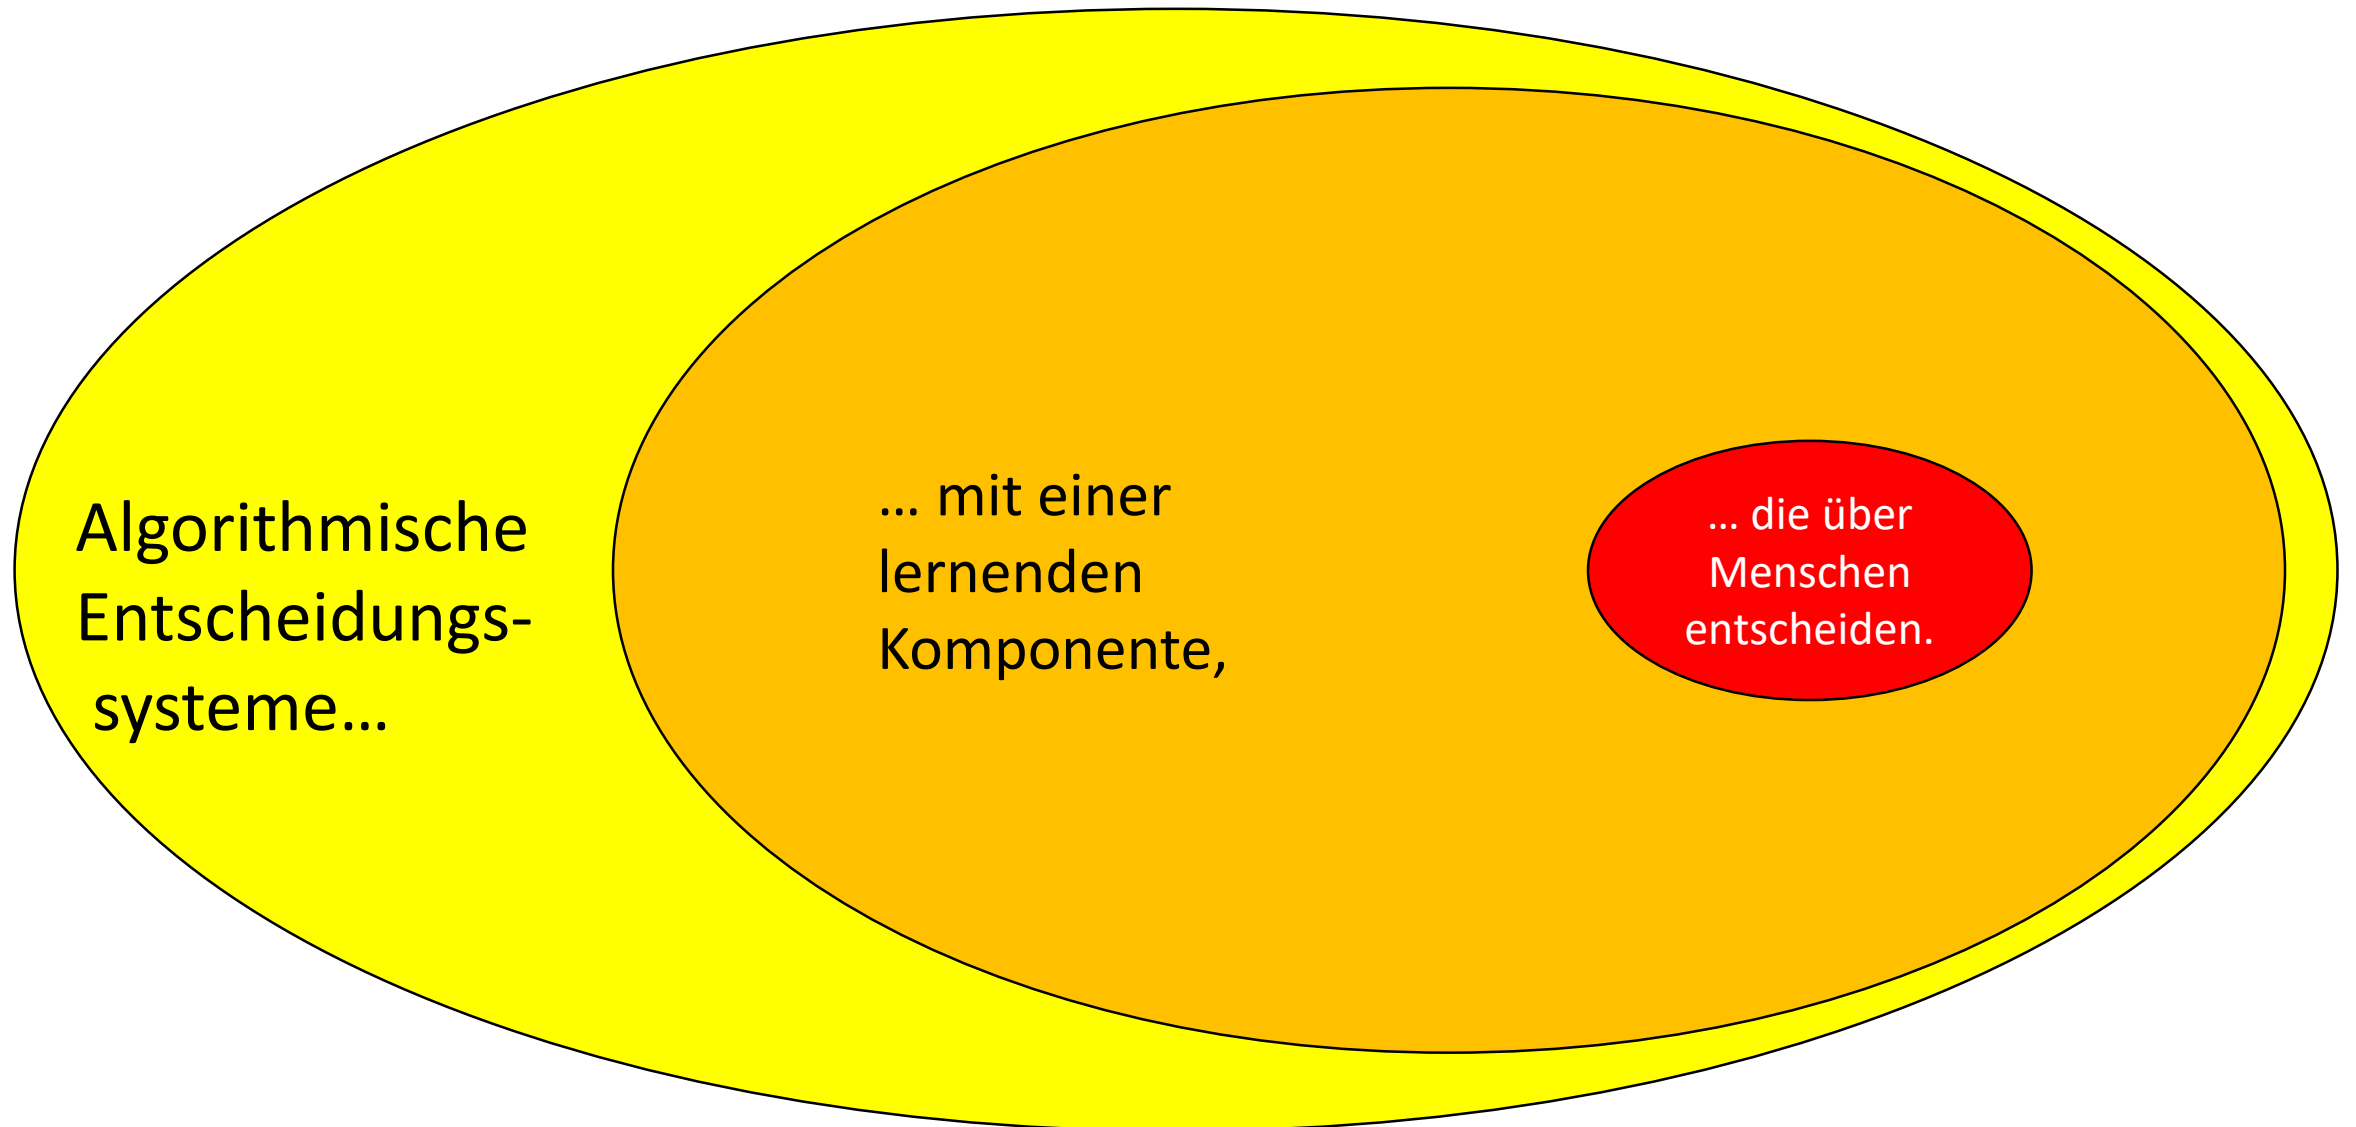 Algorithmische
Entscheidungs-
systeme…
… mit einer
lernenden
Komponente,
… die über
Menschen
entscheiden.